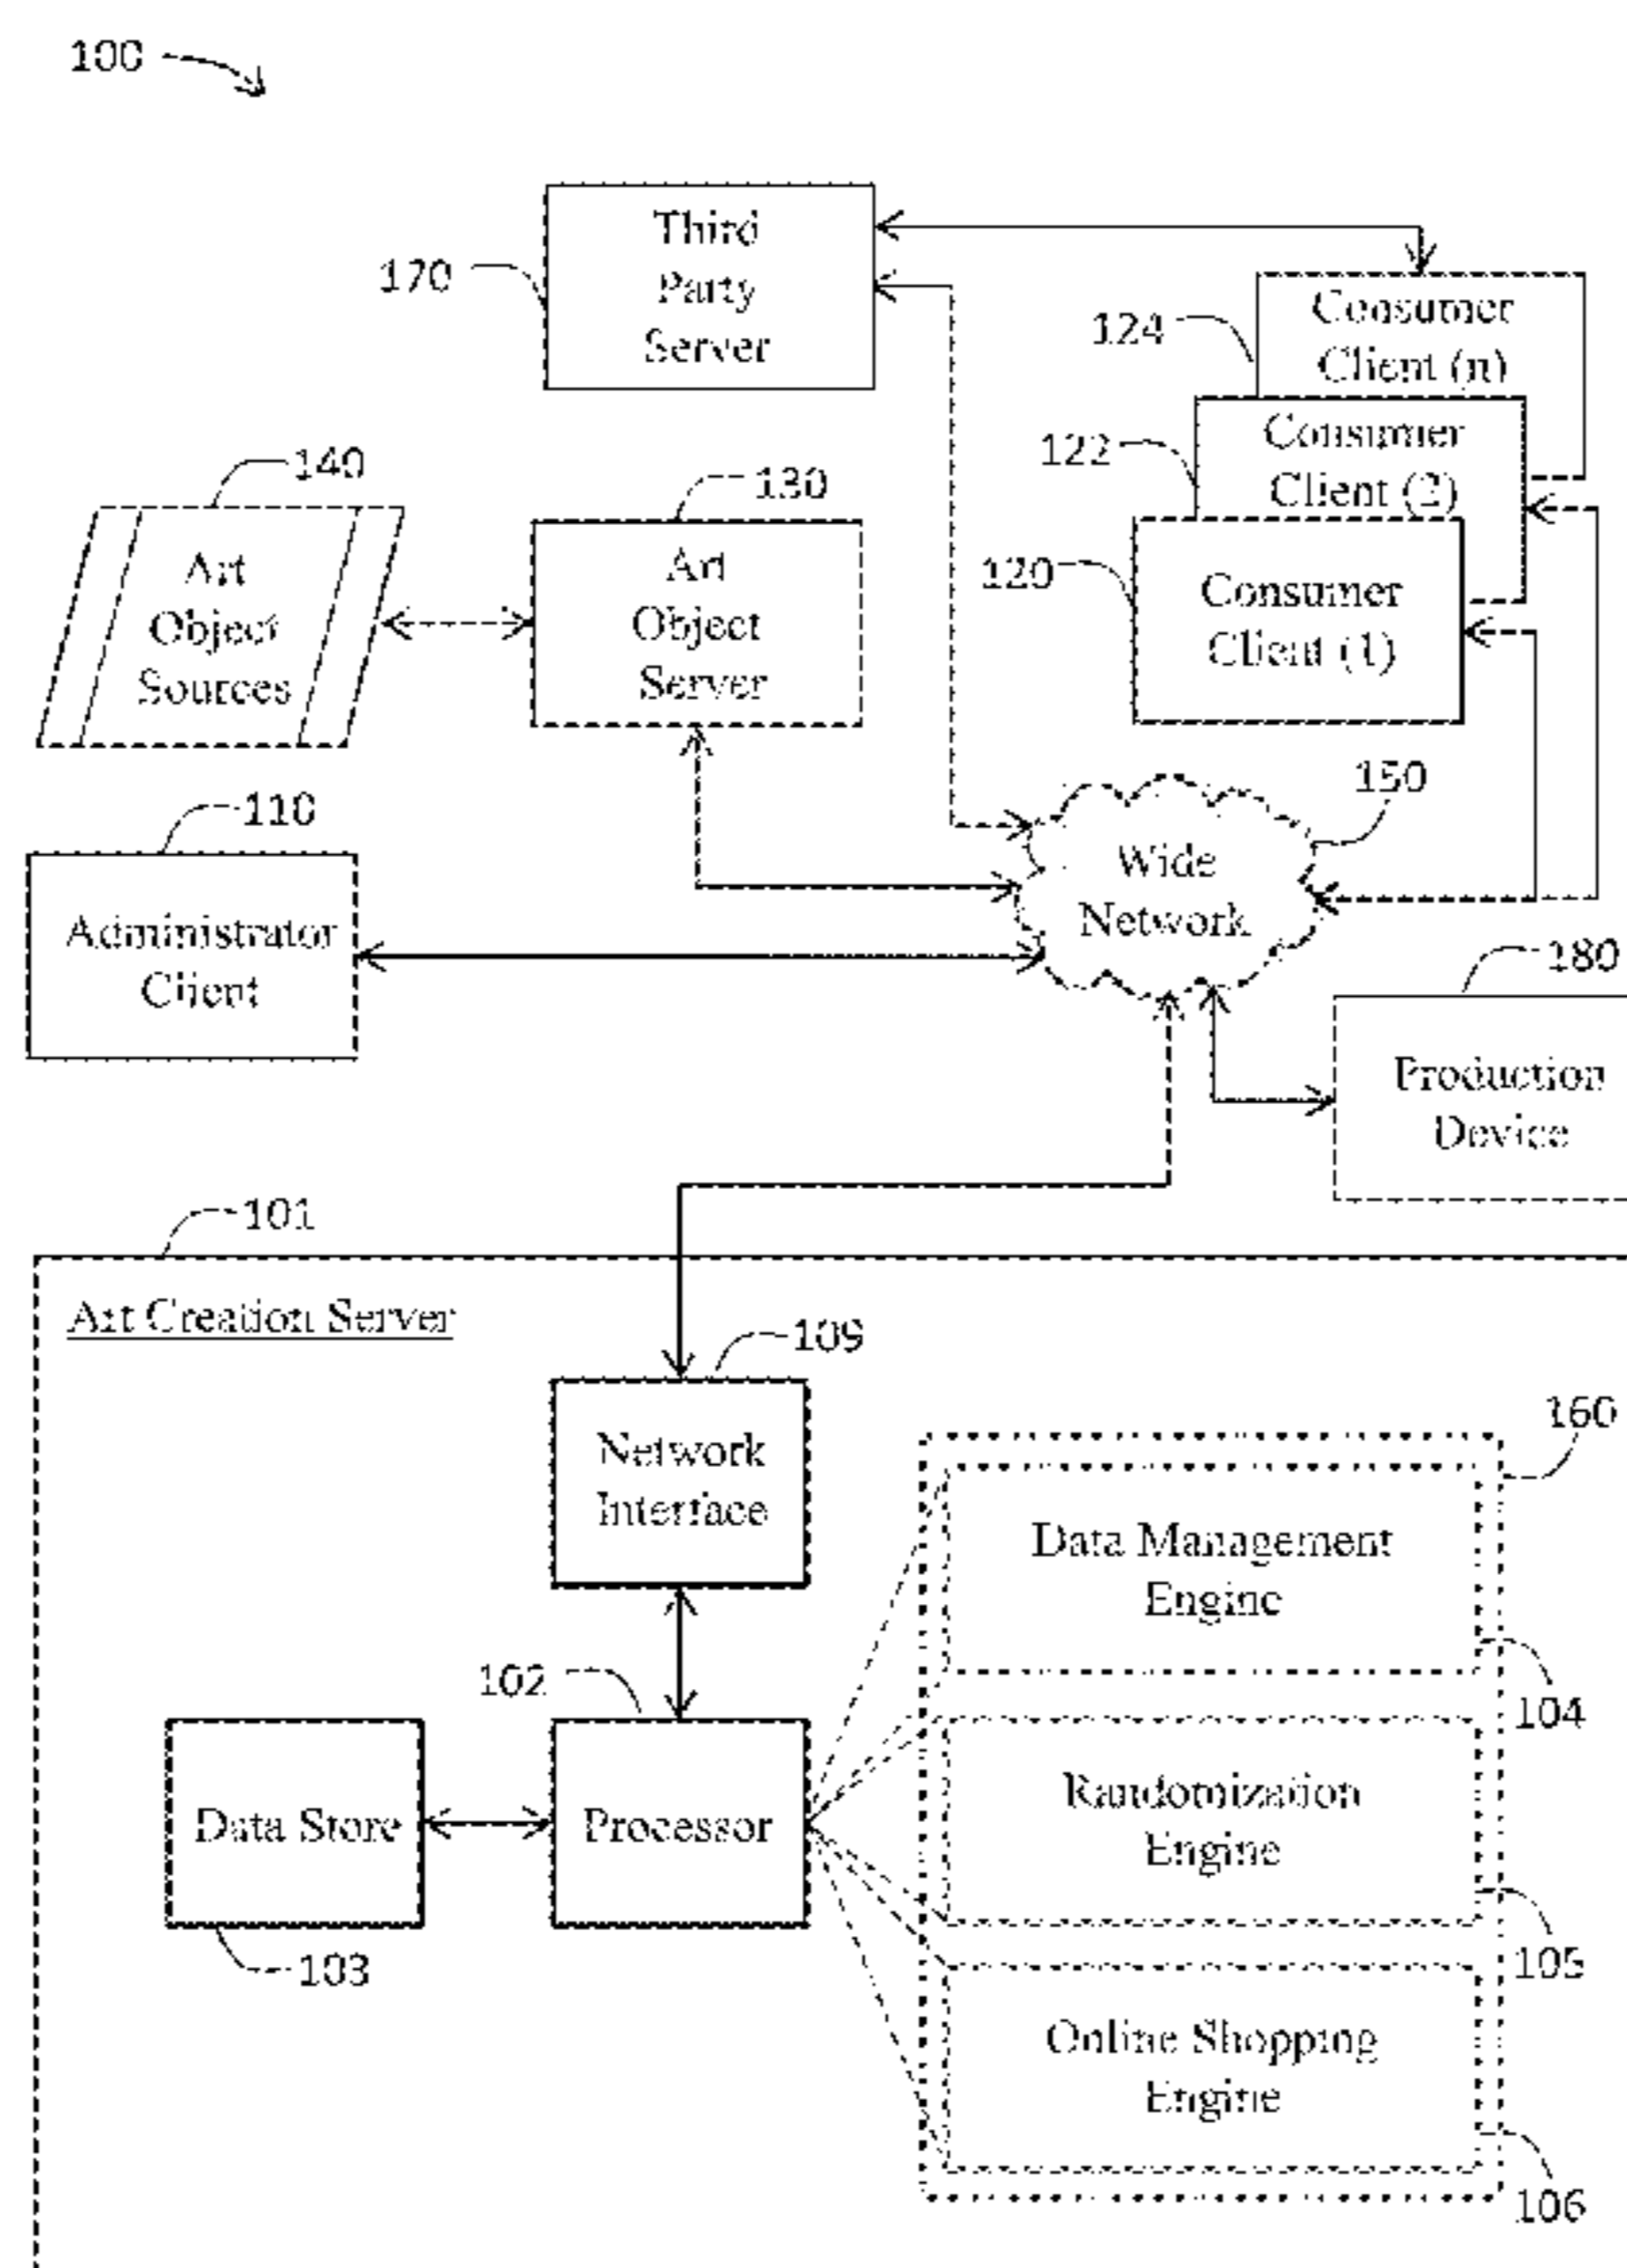 100
Third
Party
Server
170
Consumer
Client (n)
124
Consumer
Client (2)
122
Consumer
Client (1)
120
140
Art
Object
Sources
130
Art
Object
Server
110
Administrator
Client
150
Wide
Network
180
Production
Device
101
Art Creation Server
109
Network
Interface
160
Data Management
Engine
104
102
Processor
Data Store
103
Randomization
Engine
105
Online Shopping
Engine
106